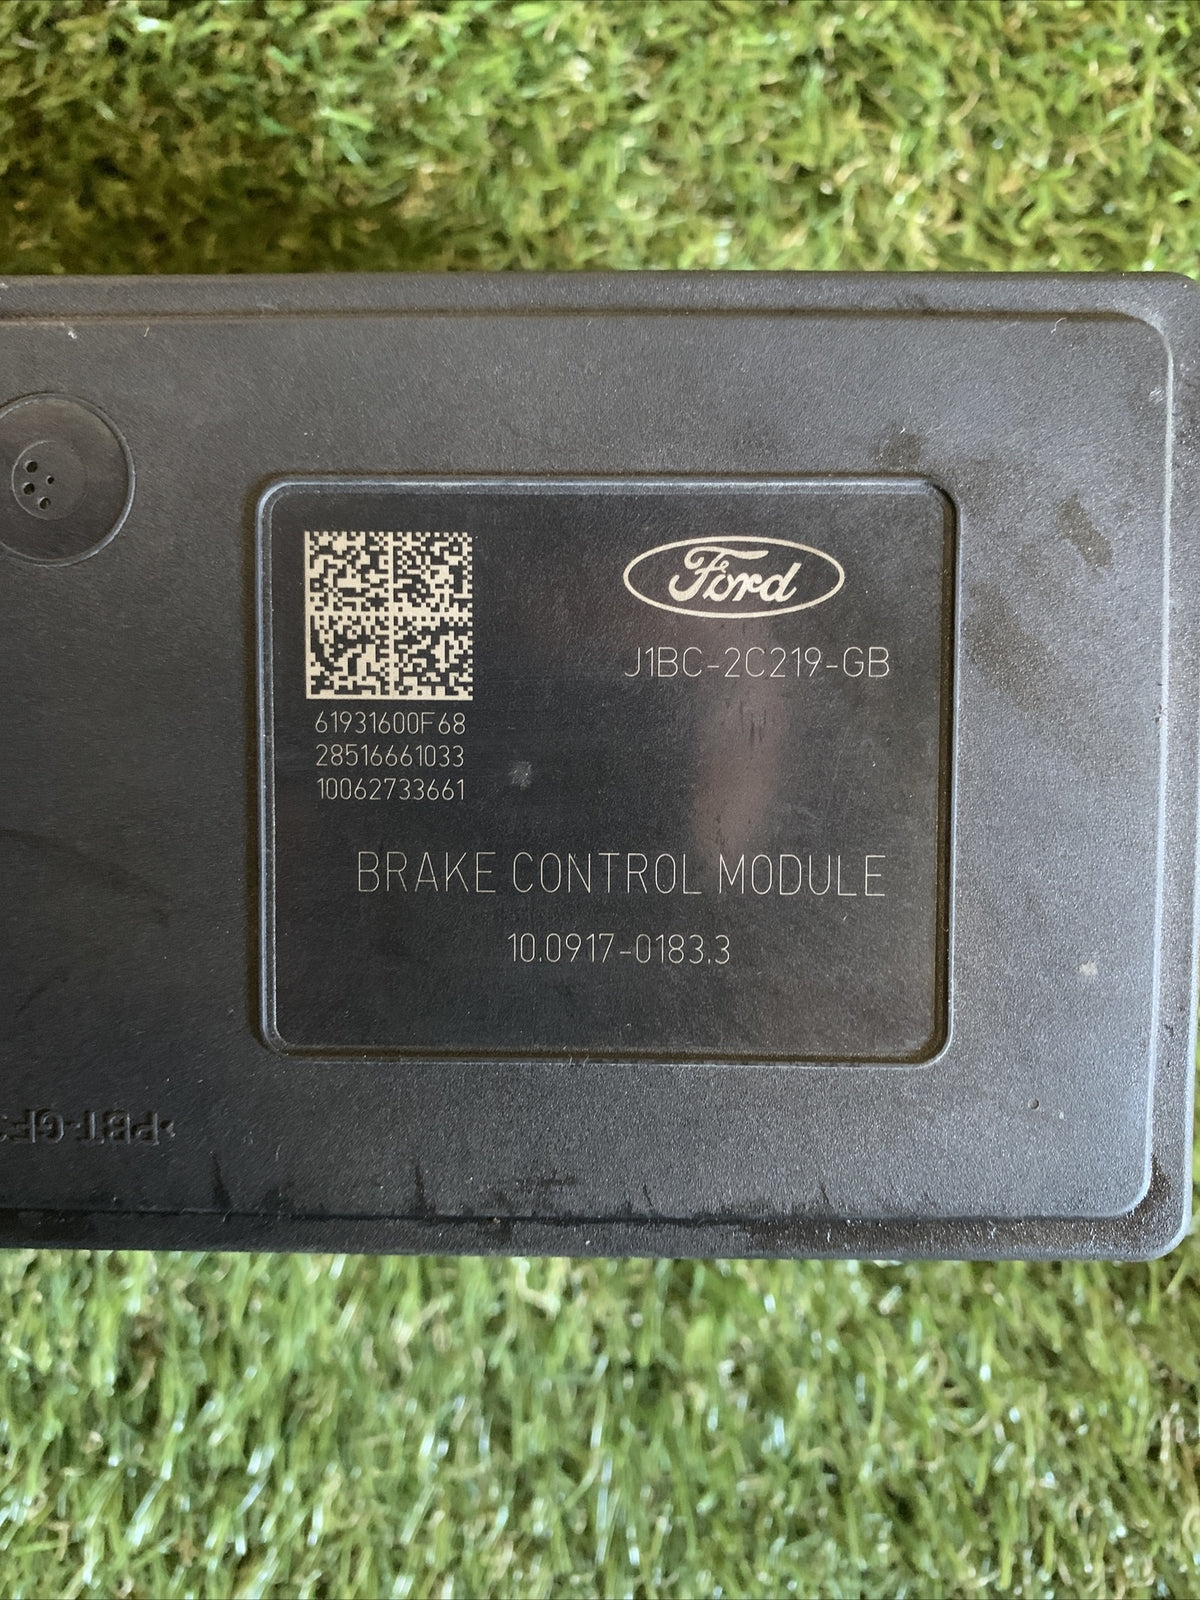 Ford
J1BC-2C219-GB
61931600F68
28516661033
10062733661
BRAKE CONTROL MODULE
10.0917-0183.3